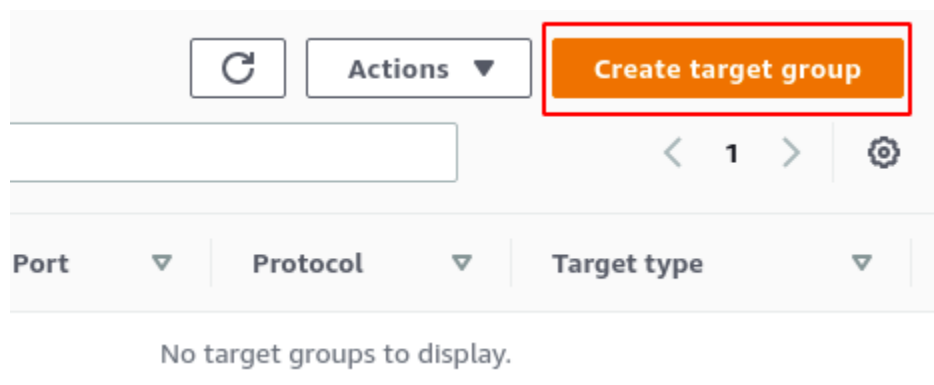 Actions Create target group
1
Port Protocol Target type
No target groups to display.